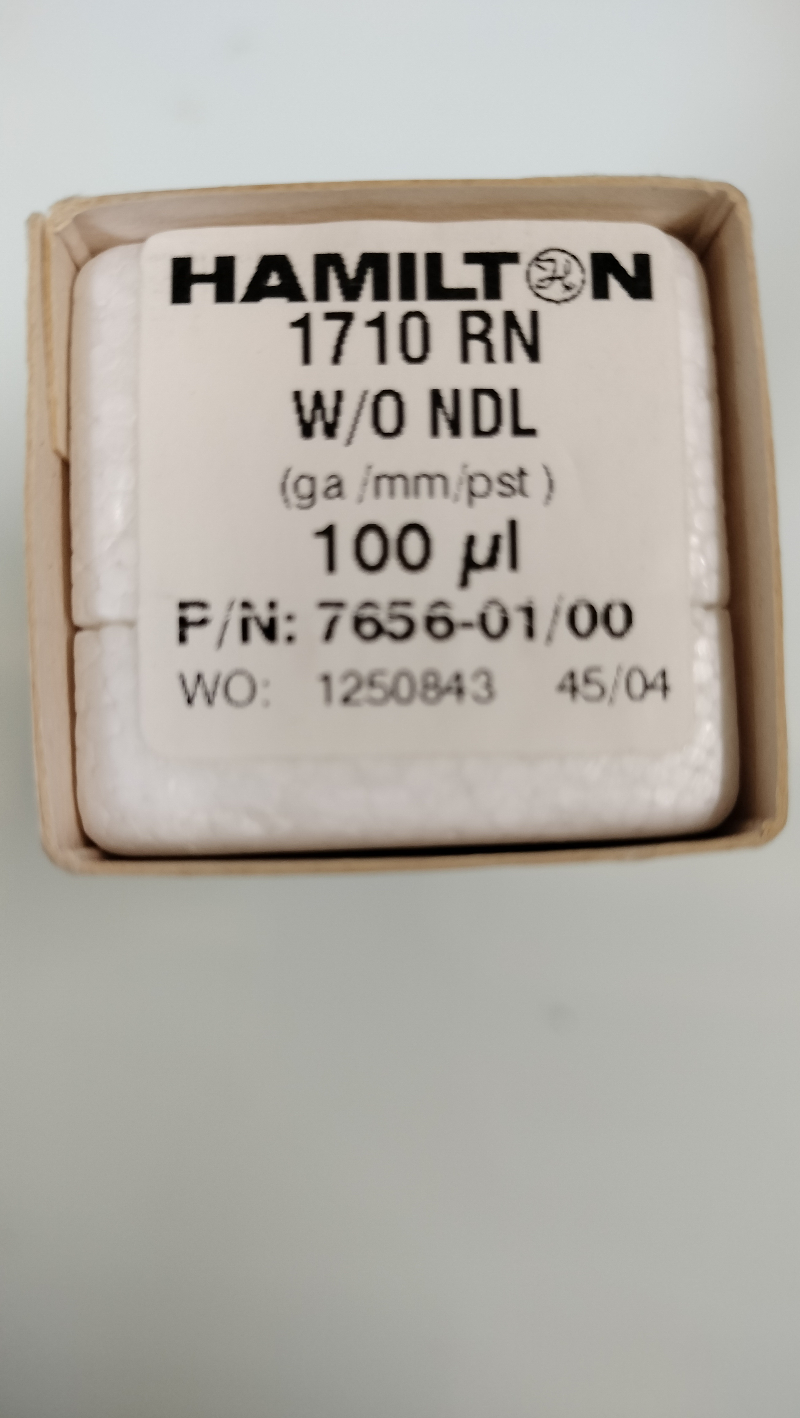 HAMILTON
1710 RN
W/O NDL
(ga /mm/pst )
100 µl
P/N: 7656-01/00
WO: 1250843 45/04